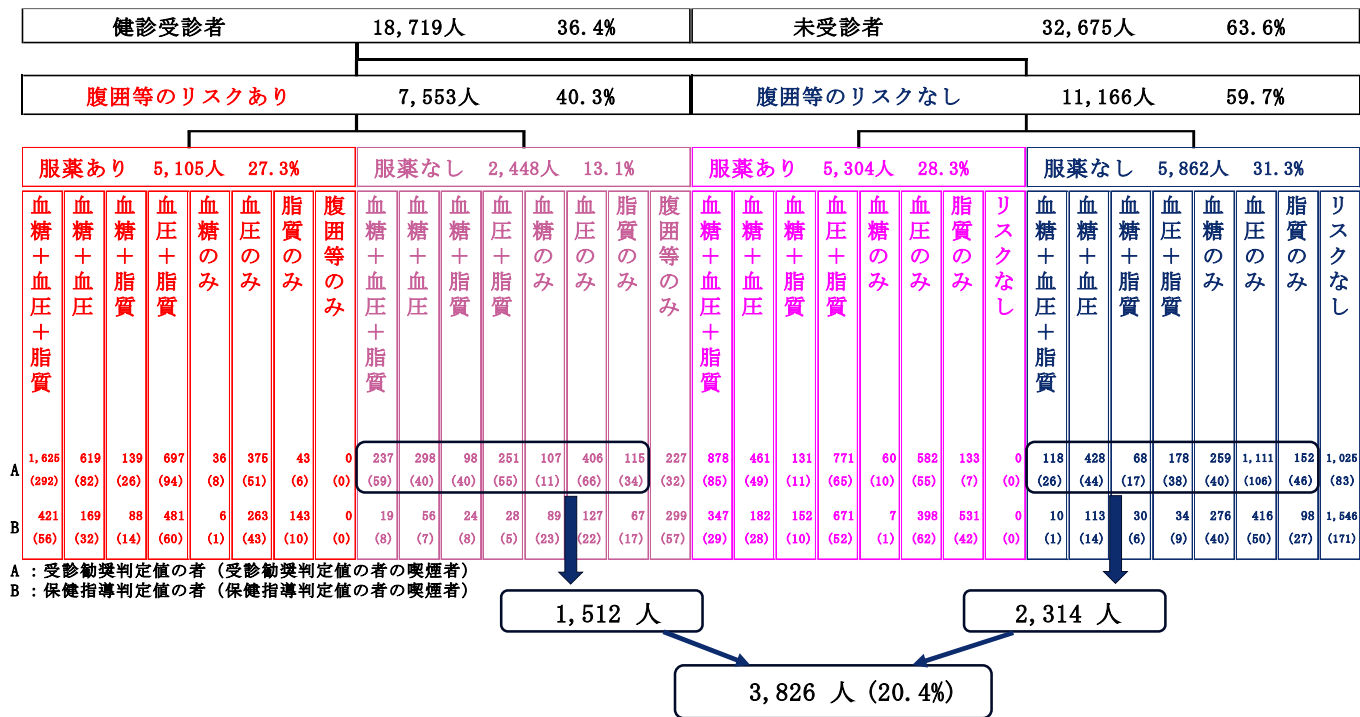 健診受診者 18,719人 36.4% 未受診者 32,675人 63.6%
腹囲等のリスクあり 7,553人 40.3% 腹囲等のリスクなし 11,166人 59.7%
服薬あり 5,105人 27.3% 服薬なし 2,448人 13.1% 服薬あり 5,304人 28.3% 服薬なし 5,862人 31.3%
血糖＋血圧＋脂質
血糖＋血圧
血糖＋脂質
血圧＋脂質
血糖のみ
血圧のみ
脂質のみ
腹囲等のみ
血糖＋血圧＋脂質
血糖＋血圧
血糖＋脂質
血圧＋脂質
血糖のみ
血圧のみ
脂質のみ
腹囲等のみ
血糖＋血圧＋脂質
血糖＋血圧
血糖＋脂質
血圧＋脂質
血糖のみ
血圧のみ
脂質のみ
リスクなし
血糖＋血圧＋脂質
血糖＋血圧
血糖＋脂質
血圧＋脂質
血糖のみ
血圧のみ
脂質のみ
リスクなし
A
1,625 619 139 697 36 375 43 0 237 298 98 251 107 406 115 227 878 461 131 771 60 582 133 0 118 428 68 178 259 1,111 152 1,025
(292) (82) (26) (94) (8) (51) (6) (0) (59) (40) (40) (55) (11) (66) (34) (32) (85) (49) (11) (65) (10) (55) (7) (0) (26) (44) (17) (38) (40) (106) (46) (83)
B
421 169 88 481 6 263 143 0 19 56 24 28 89 127 67 299 347 182 152 671 7 398 531 0 10 113 30 34 276 416 98 1,546
(56) (32) (14) (60) (1) (43) (10) (0) (8) (7) (8) (5) (23) (22) (17) (57) (29) (28) (10) (52) (1) (62) (42) (0) (1) (14) (6) (9) (40) (50) (27) (171)
A ：受診勧奨判定値の者（受診勧奨判定値の者の喫煙者）
B ：保健指導判定値の者（保健指導判定値の者の喫煙者）
1,512 人 2,314 人
3,826 人 (20.4%)